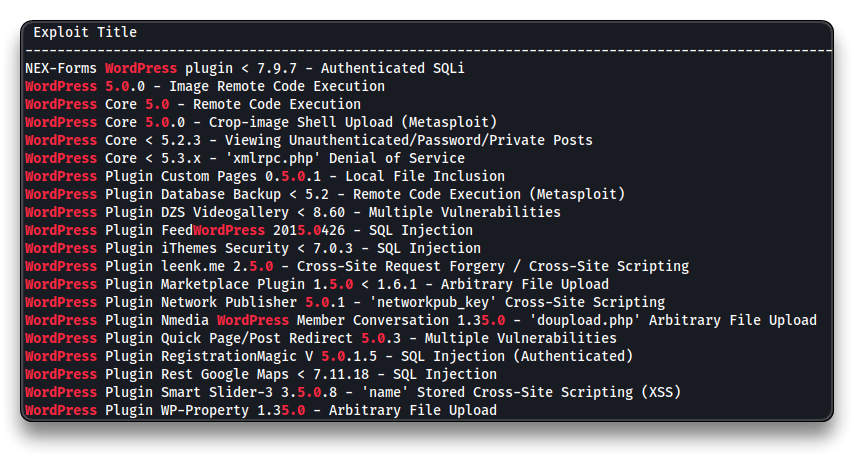 Exploit Title
--------------------------------------------------------------------------------------------------------
NEX-Forms WordPress plugin < 7.9.7 - Authenticated SQLi
WordPress 5.0.0 - Image Remote Code Execution
WordPress Core 5.0 - Remote Code Execution
WordPress Core 5.0.0 - Crop-image Shell Upload (Metasploit)
WordPress Core < 5.2.3 - Viewing Unauthenticated/Password/Private Posts
WordPress Core < 5.3.x - 'xmlrpc.php' Denial of Service
WordPress Plugin Custom Pages 0.5.0.1 - Local File Inclusion
WordPress Plugin Database Backup < 5.2 - Remote Code Execution (Metasploit)
WordPress Plugin DZS Videogallery < 8.60 - Multiple Vulnerabilities
WordPress Plugin FeedWordPress 2015.0426 - SQL Injection
WordPress Plugin iThemes Security < 7.0.3 - SQL Injection
WordPress Plugin leenk.me 2.5.0 - Cross-Site Request Forgery / Cross-Site Scripting
WordPress Plugin Marketplace Plugin 1.5.0 < 1.6.1 - Arbitrary File Upload
WordPress Plugin Network Publisher 5.0.1 - 'networkpub_key' Cross-Site Scripting
WordPress Plugin Nmedia WordPress Member Conversation 1.35.0 - 'doupload.php' Arbitrary File Upload
WordPress Plugin Quick Page/Post Redirect 5.0.3 - Multiple Vulnerabilities
WordPress Plugin RegistrationMagic V 5.0.1.5 - SQL Injection (Authenticated)
WordPress Plugin Rest Google Maps < 7.11.18 - SQL Injection
WordPress Plugin Smart Slider-3 3.5.0.8 - 'name' Stored Cross-Site Scripting (XSS)
WordPress Plugin WP-Property 1.35.0 - Arbitrary File Upload